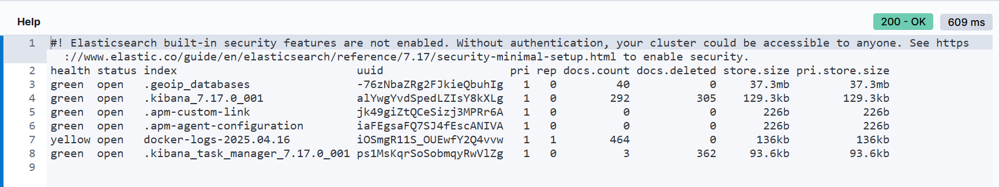 Help
200 - OK
609 ms
1 #! Elasticsearch built-in security features are not enabled. Without authentication, your cluster could be accessible to anyone. See https
://www.elastic.co/guide/en/elasticsearch/reference/7.17/security-minimal-setup.html to enable security.
2 health status index uuid pri rep docs.count docs.deleted store.size pri.store.size
3 green open .geoip_databases -76zNbaZRg2FJkieQbuhIg 1 0 40 0 37.3mb 37.3mb
4 green open .kibana_7.17.0_001 alYwgYvdSpedLZIsY8kXLg 1 0 292 305 129.3kb 129.3kb
5 green open .apm-custom-link jk49giZtQCeSizj3MPRr6A 1 0 0 0 226b 226b
6 green open .apm-agent-configuration iaFEgsaFQ7SJ4fEscANIVA 1 0 0 0 226b 226b
7 yellow open docker-logs-2025.04.16 iOSmgR11S_OUEwfY2Q4vvw 1 1 464 0 136kb 136kb
8 green open .kibana_task_manager_7.17.0_001 ps1MsKqrSoSobmqyRwVlZg 1 0 3 362 93.6kb 93.6kb
9